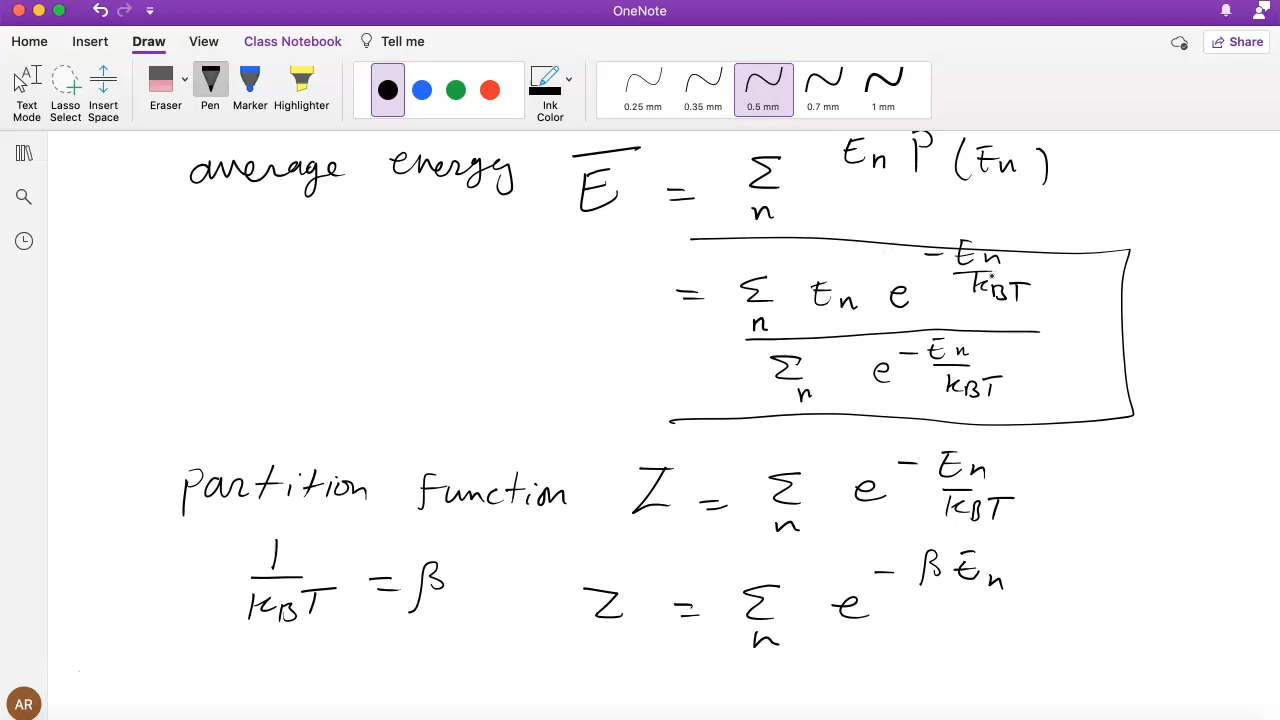 OneNote
Home Insert Draw View Class Notebook Tell me Share
Text Mode Lasso Select Insert Space Eraser Pen Marker Highlighter Ink Color 0.25 mm 0.35 mm 0.5 mm 0.7 mm 1 mm
average energy E̅ = Σ_n E_n P(E_n)
= Σ_n E_n e^{-E_n/k_BT}
Σ_n e^{-E_n/k_BT}
partition function Z = Σ_n e^{-E_n/k_BT}
1/k_BT = β Z = Σ_n e^{-βE_n}
AR